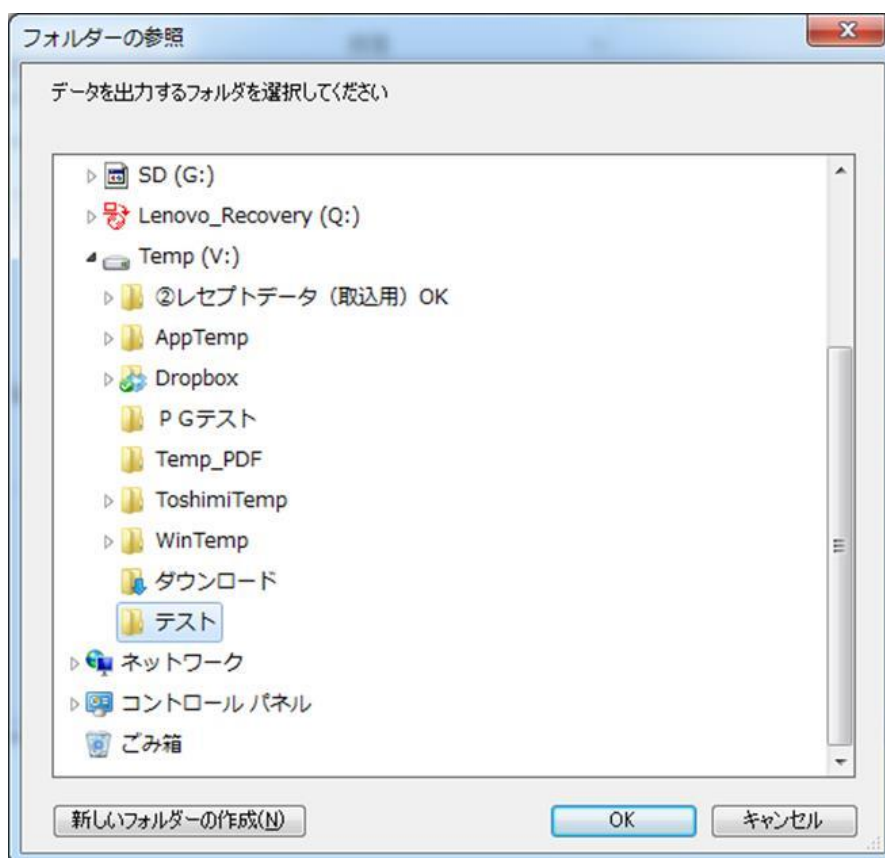 フォルダーの参照
データを出力するフォルダを選択してください
SD (G:)
Lenovo_Recovery (Q:)
Temp (V:)
②レセプトデータ（取込用）OK
AppTemp
Dropbox
ＰＧテスト
Temp_PDF
ToshimiTemp
WinTemp
ダウンロード
テスト
ネットワーク
コントロール パネル
ごみ箱
新しいフォルダーの作成(N) OK キャンセル